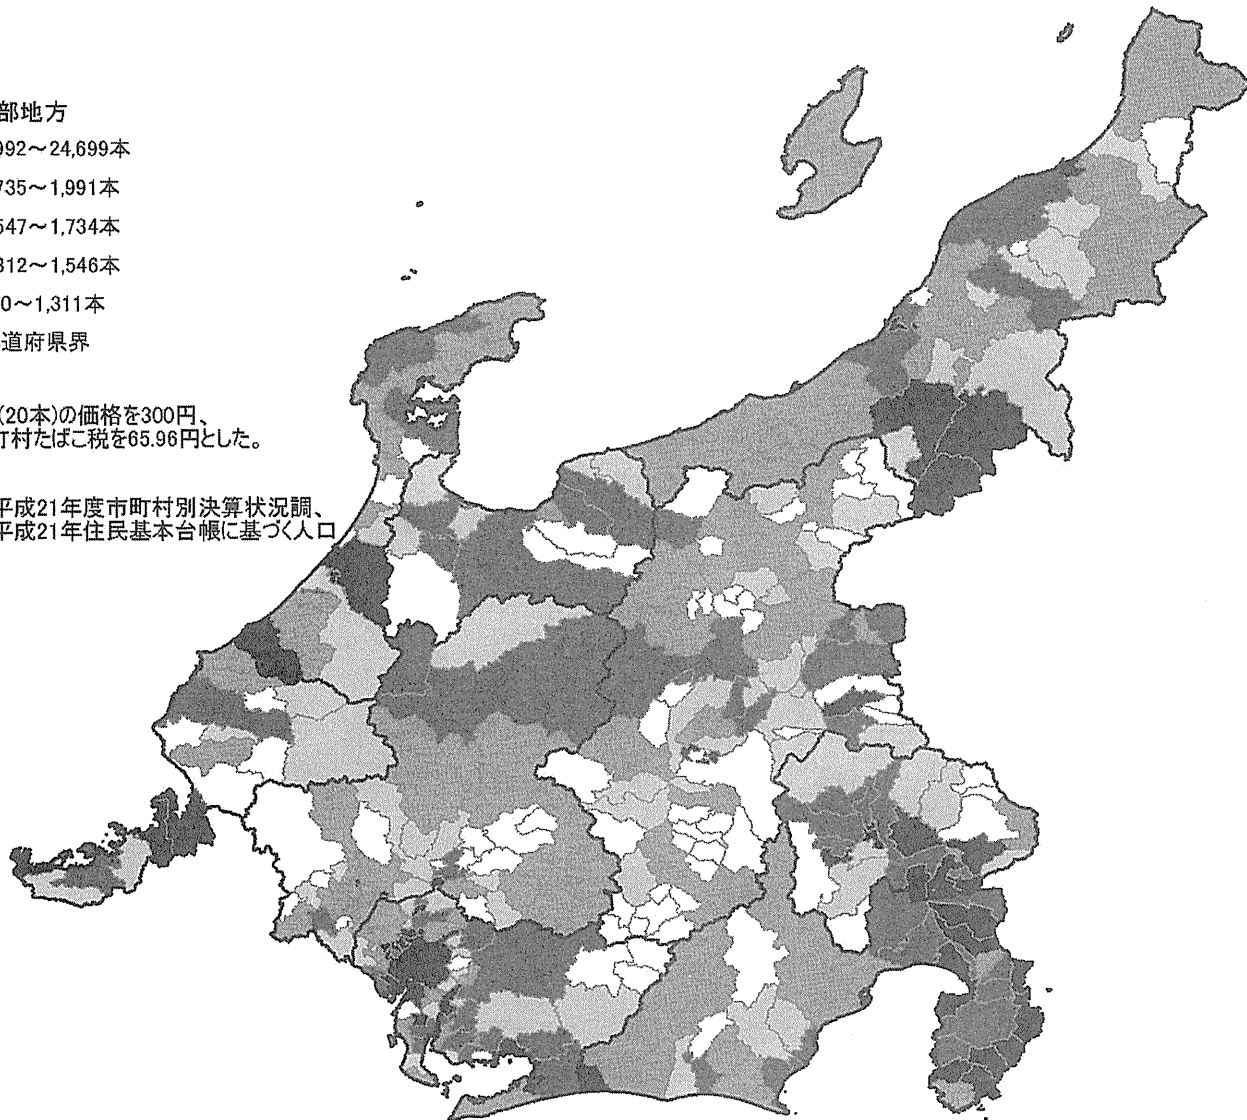 部地方
992～24,699本
735～1,991本
547～1,734本
312～1,546本
0～1,311本
道府県界
(20本)の価格を300円、
町村たばこ税を65.96円とした。
平成21年度市町村別決算状況調、
平成21年住民基本台帳に基づく人口